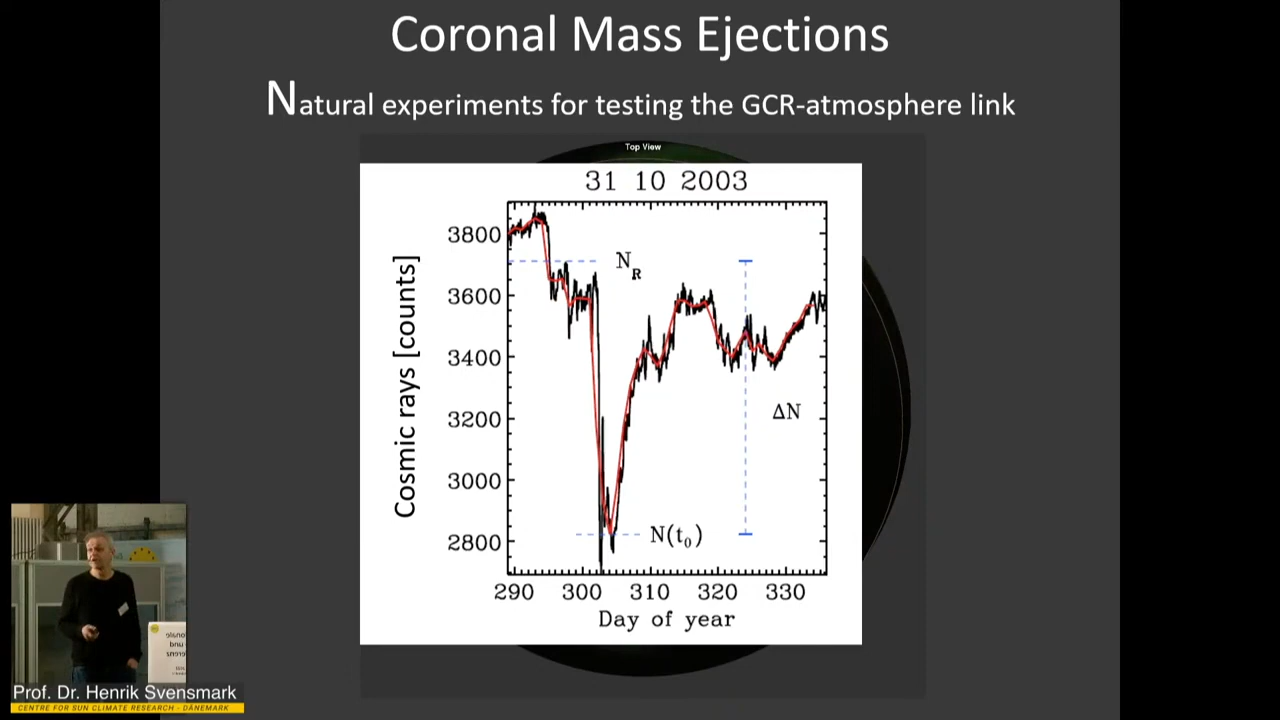 Coronal Mass Ejections
Natural experiments for testing the GCR-atmosphere link
Top View
31 10 2003
Cosmic rays [counts]
3800
3600
3400
3200
3000
2800
N_R
ΔN
N(t₀)
290 300 310 320 330
Day of year
Prof. Dr. Henrik Svensmark
CENTRE FOR SUN CLIMATE RESEARCH - DÄNEMARK